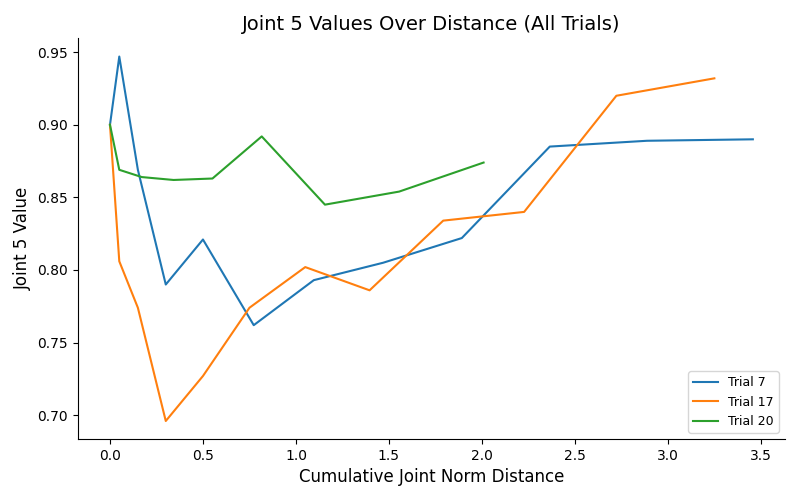 Joint 5 Values Over Distance (All Trials)
0.95
0.90
0.85
0.80
0.75
0.70
Joint 5 Value
0.0 0.5 1.0 1.5 2.0 2.5 3.0 3.5
Cumulative Joint Norm Distance
Trial 7
Trial 17
Trial 20